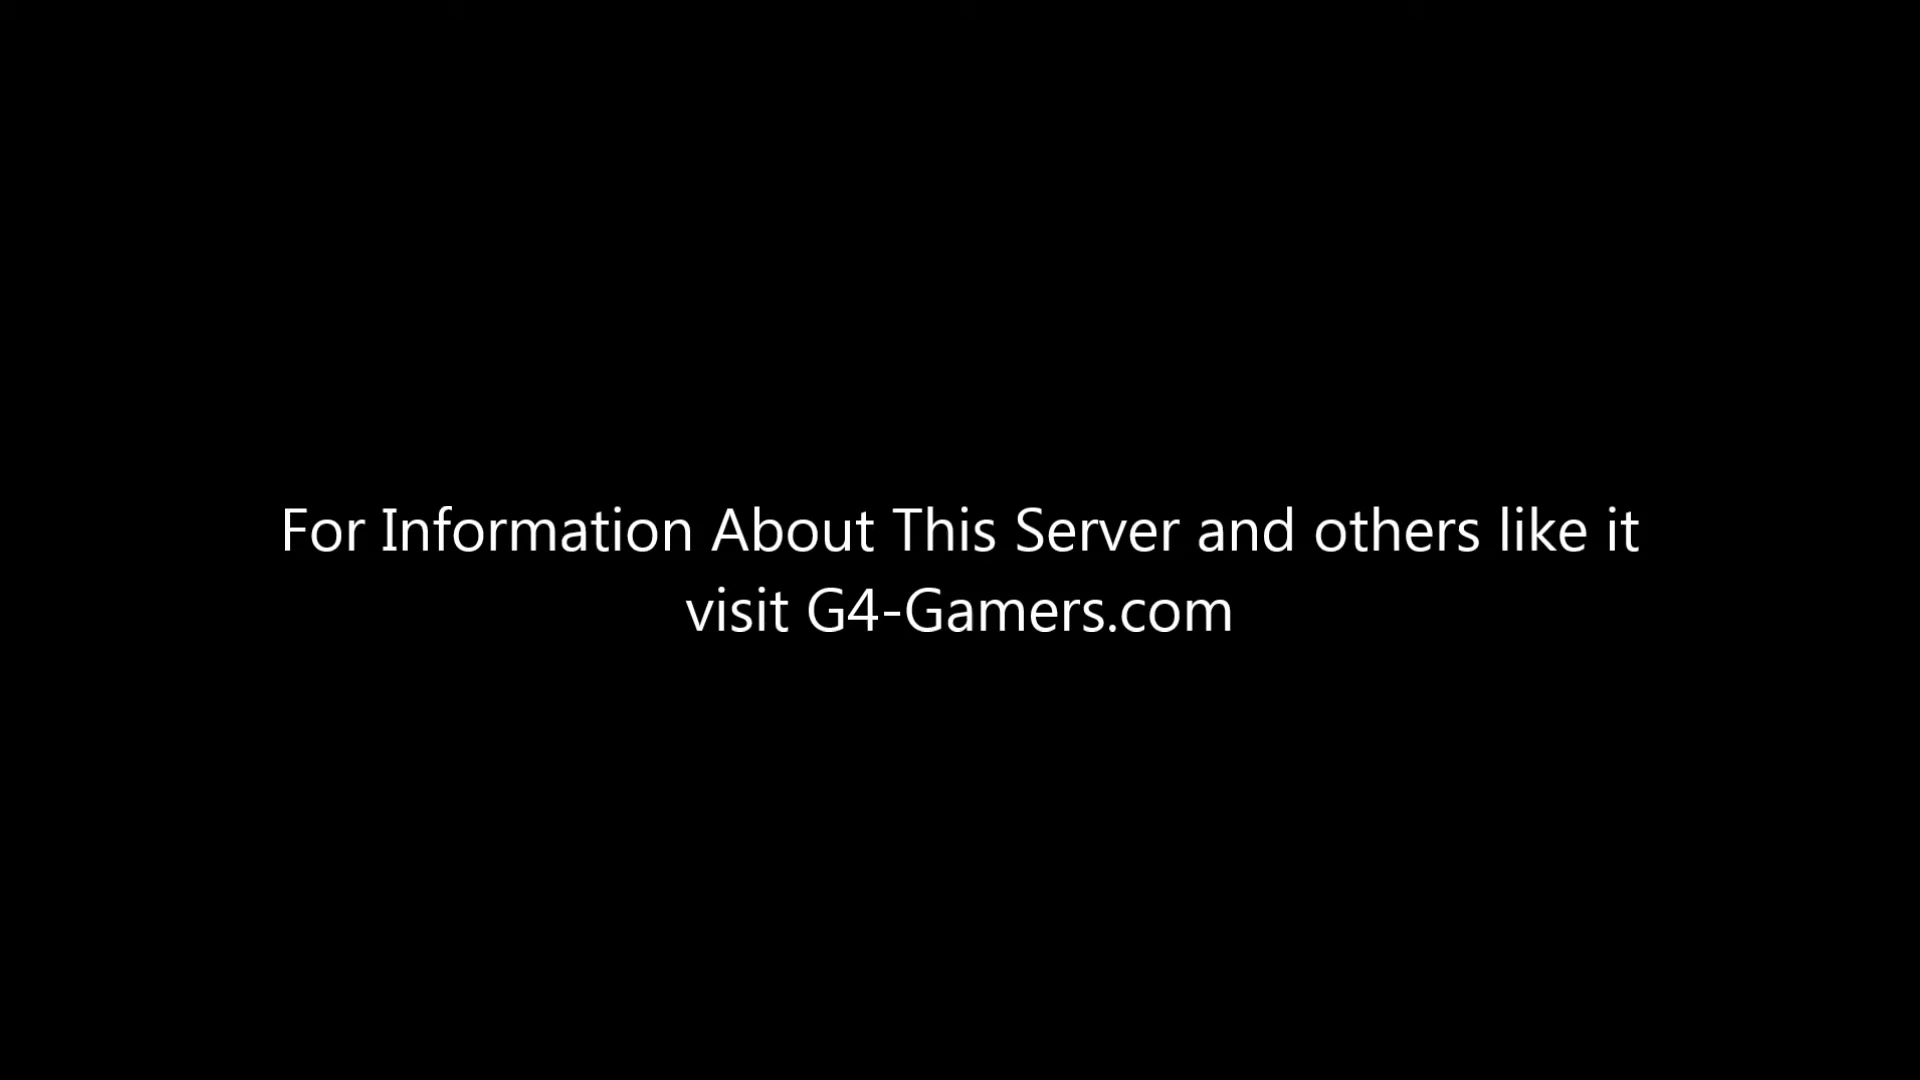 For Information About This Server and others like it
visit G4-Gamers.com